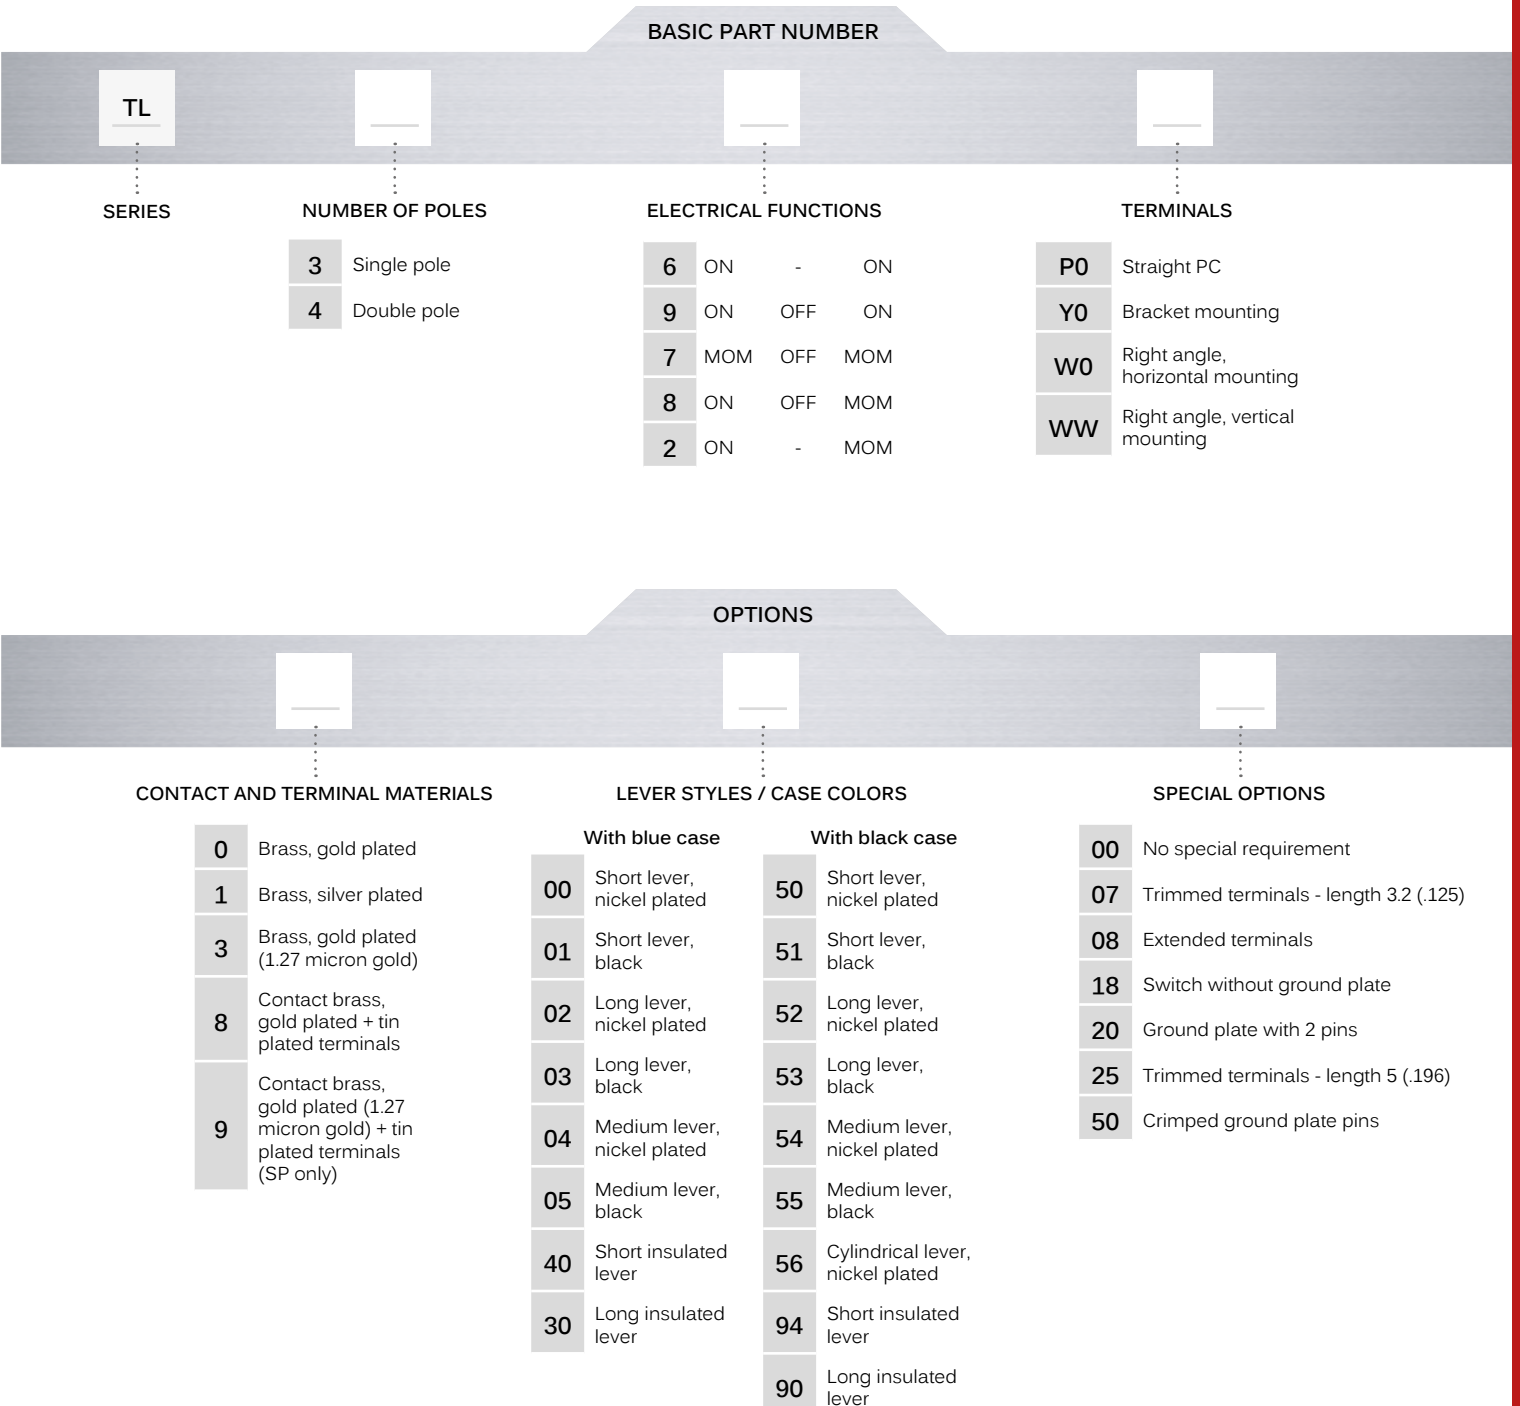 BASIC PART NUMBER
TL
SERIES
NUMBER OF POLES
3 Single pole
4 Double pole
ELECTRICAL FUNCTIONS
6 ON - ON
9 ON OFF ON
7 MOM OFF MOM
8 ON OFF MOM
2 ON - MOM
TERMINALS
P0 Straight PC
Y0 Bracket mounting
W0 Right angle,
horizontal mounting
WW Right angle, vertical
mounting
OPTIONS
CONTACT AND TERMINAL MATERIALS
0 Brass, gold plated
1 Brass, silver plated
3 Brass, gold plated
(1.27 micron gold)
8 Contact brass,
gold plated + tin
plated terminals
9 Contact brass,
gold plated (1.27
micron gold) + tin
plated terminals
(SP only)
LEVER STYLES / CASE COLORS
With blue case
00 Short lever,
nickel plated
01 Short lever,
black
02 Long lever,
nickel plated
03 Long lever,
black
04 Medium lever,
nickel plated
05 Medium lever,
black
40 Short insulated
lever
30 Long insulated
lever
With black case
50 Short lever,
nickel plated
51 Short lever,
black
52 Long lever,
nickel plated
53 Long lever,
black
54 Medium lever,
nickel plated
55 Medium lever,
black
56 Cylindrical lever,
nickel plated
94 Short insulated
lever
90 Long insulated
lever
SPECIAL OPTIONS
00 No special requirement
07 Trimmed terminals - length 3.2 (.125)
08 Extended terminals
18 Switch without ground plate
20 Ground plate with 2 pins
25 Trimmed terminals - length 5 (.196)
50 Crimped ground plate pins